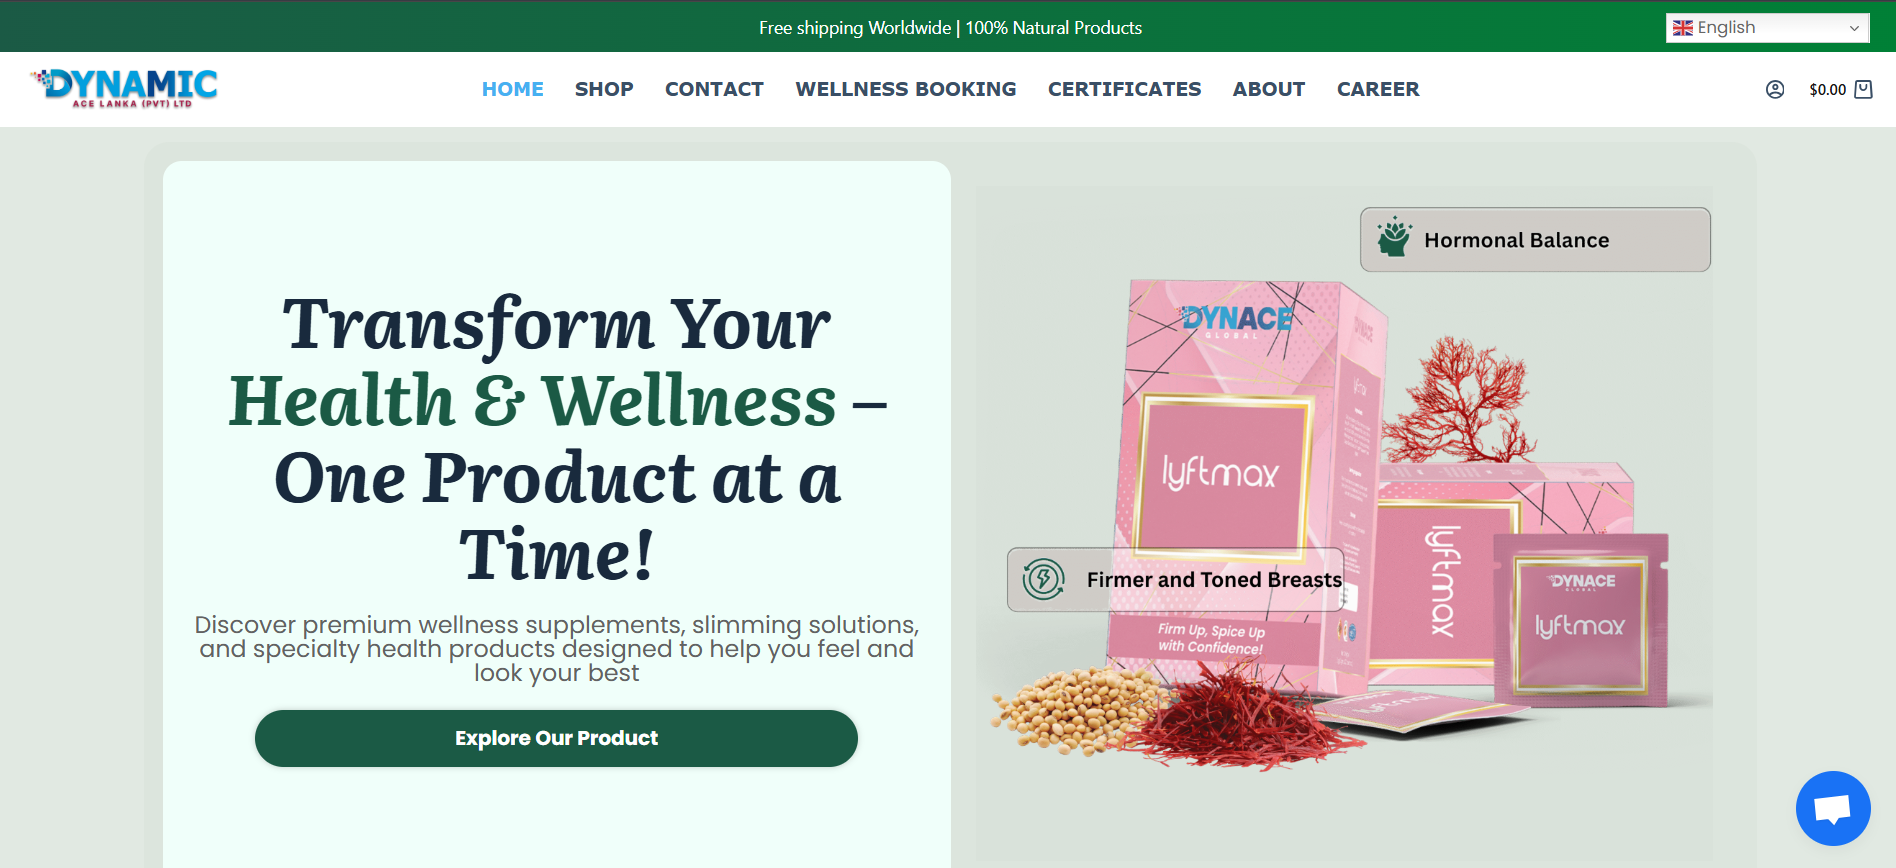 Free shipping Worldwide | 100% Natural Products
English
DYNAMIC
ACE LANKA (PVT) LTD
HOME
SHOP
CONTACT
WELLNESS BOOKING
CERTIFICATES
ABOUT
CAREER
$0.00
Transform Your
Health & Wellness –
One Product at a
Time!
Discover premium wellness supplements, slimming solutions,
and specialty health products designed to help you feel and
look your best
Explore Our Product
Hormonal Balance
DYNACE
GLOBAL
DYNACE
lyftmax
lyftmax
Firmer and Toned Breasts
Firm Up, Spice Up
with Confidence!
lyftmax
DYNACE
GLOBAL
lyftmax
lyftmax